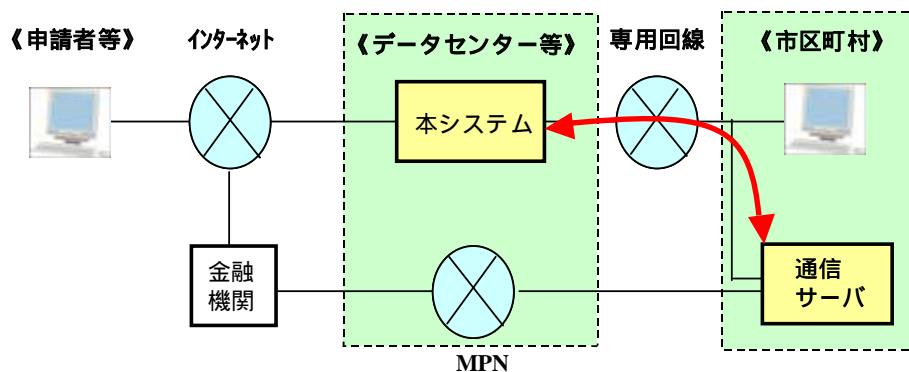 《申請者等》
インターネット
《データセンター等》
専用回線
《市区町村》
本システム
金融
機関
通信
サーバ
MPN